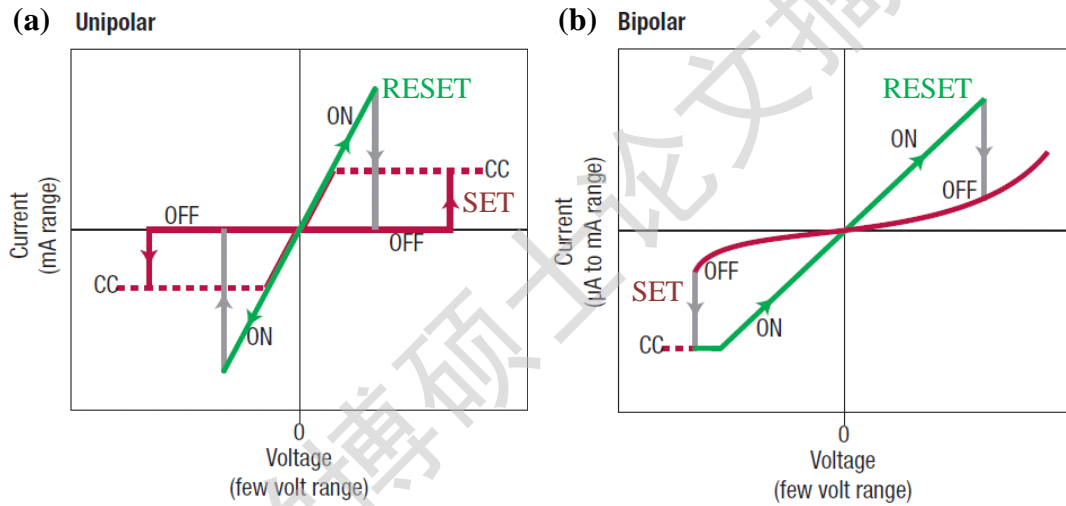 (a) Unipolar
RESET
ON
CC
SET
OFF
OFF
CC
ON
Current
(mA range)
0
Voltage
(few volt range)
(b) Bipolar
RESET
ON
OFF
OFF
SET
ON
CC
Current
(μA to mA range)
0
Voltage
(few volt range)
博硕士论文摘